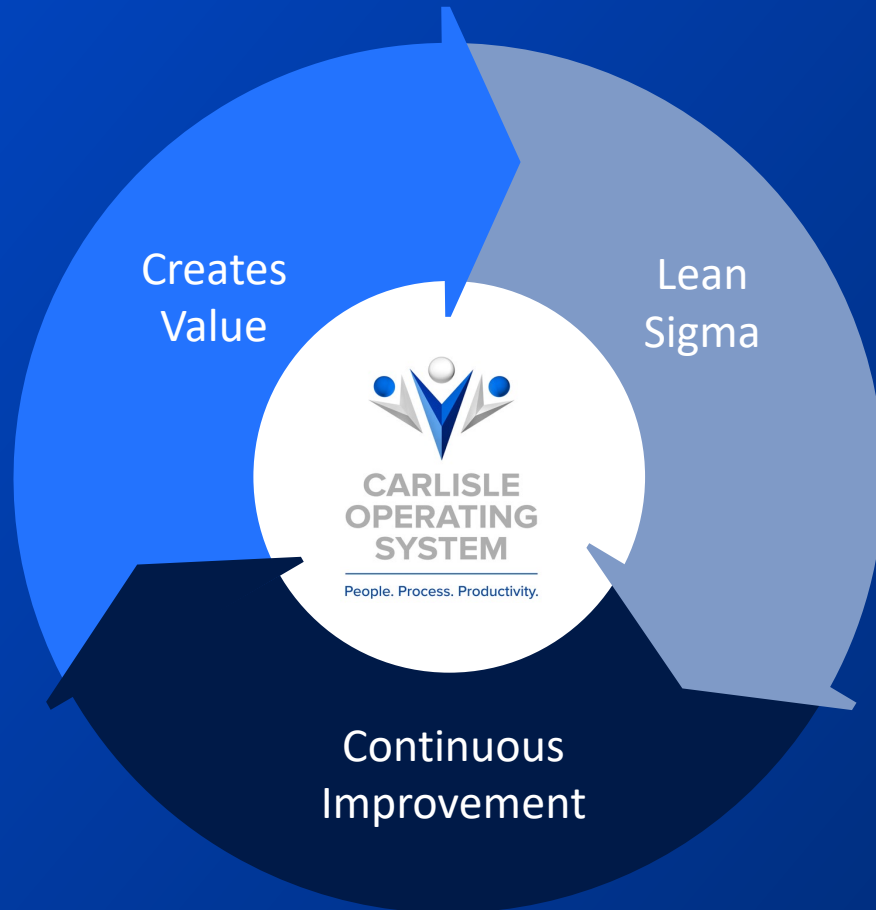 Creates
Value
Lean
Sigma
CARLISLE
OPERATING
SYSTEM
People. Process. Productivity.
Continuous
Improvement